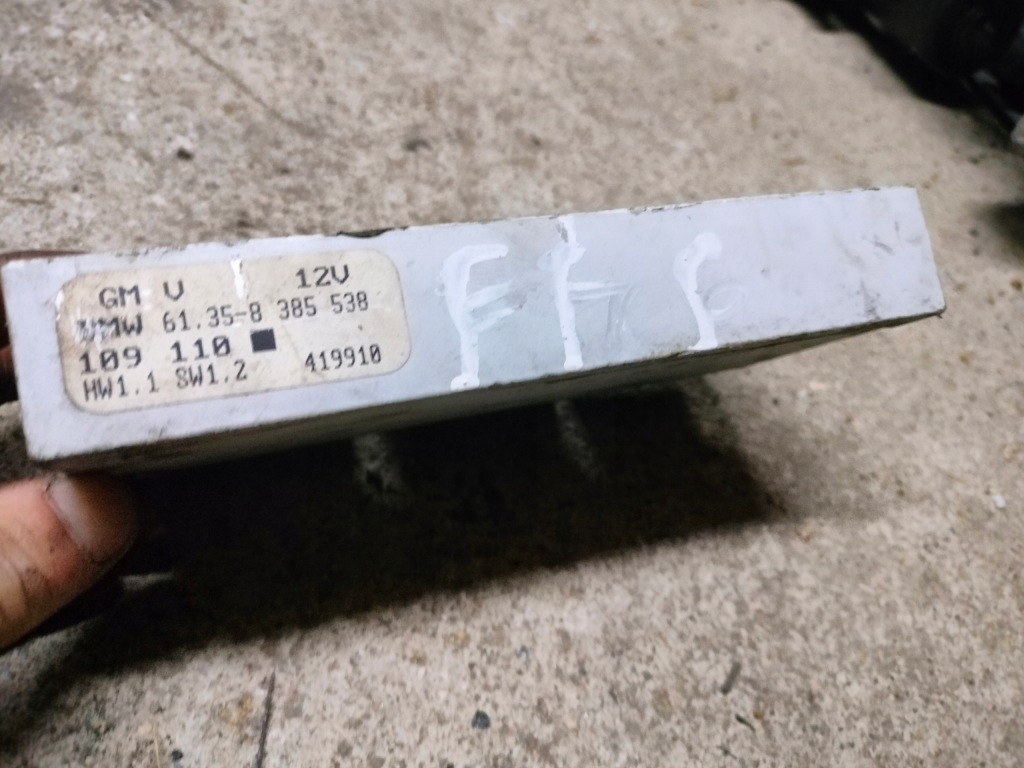 GM V 12V
BMW 61.35-8 385 538
109 110
HW1.1 SW1.2 419910